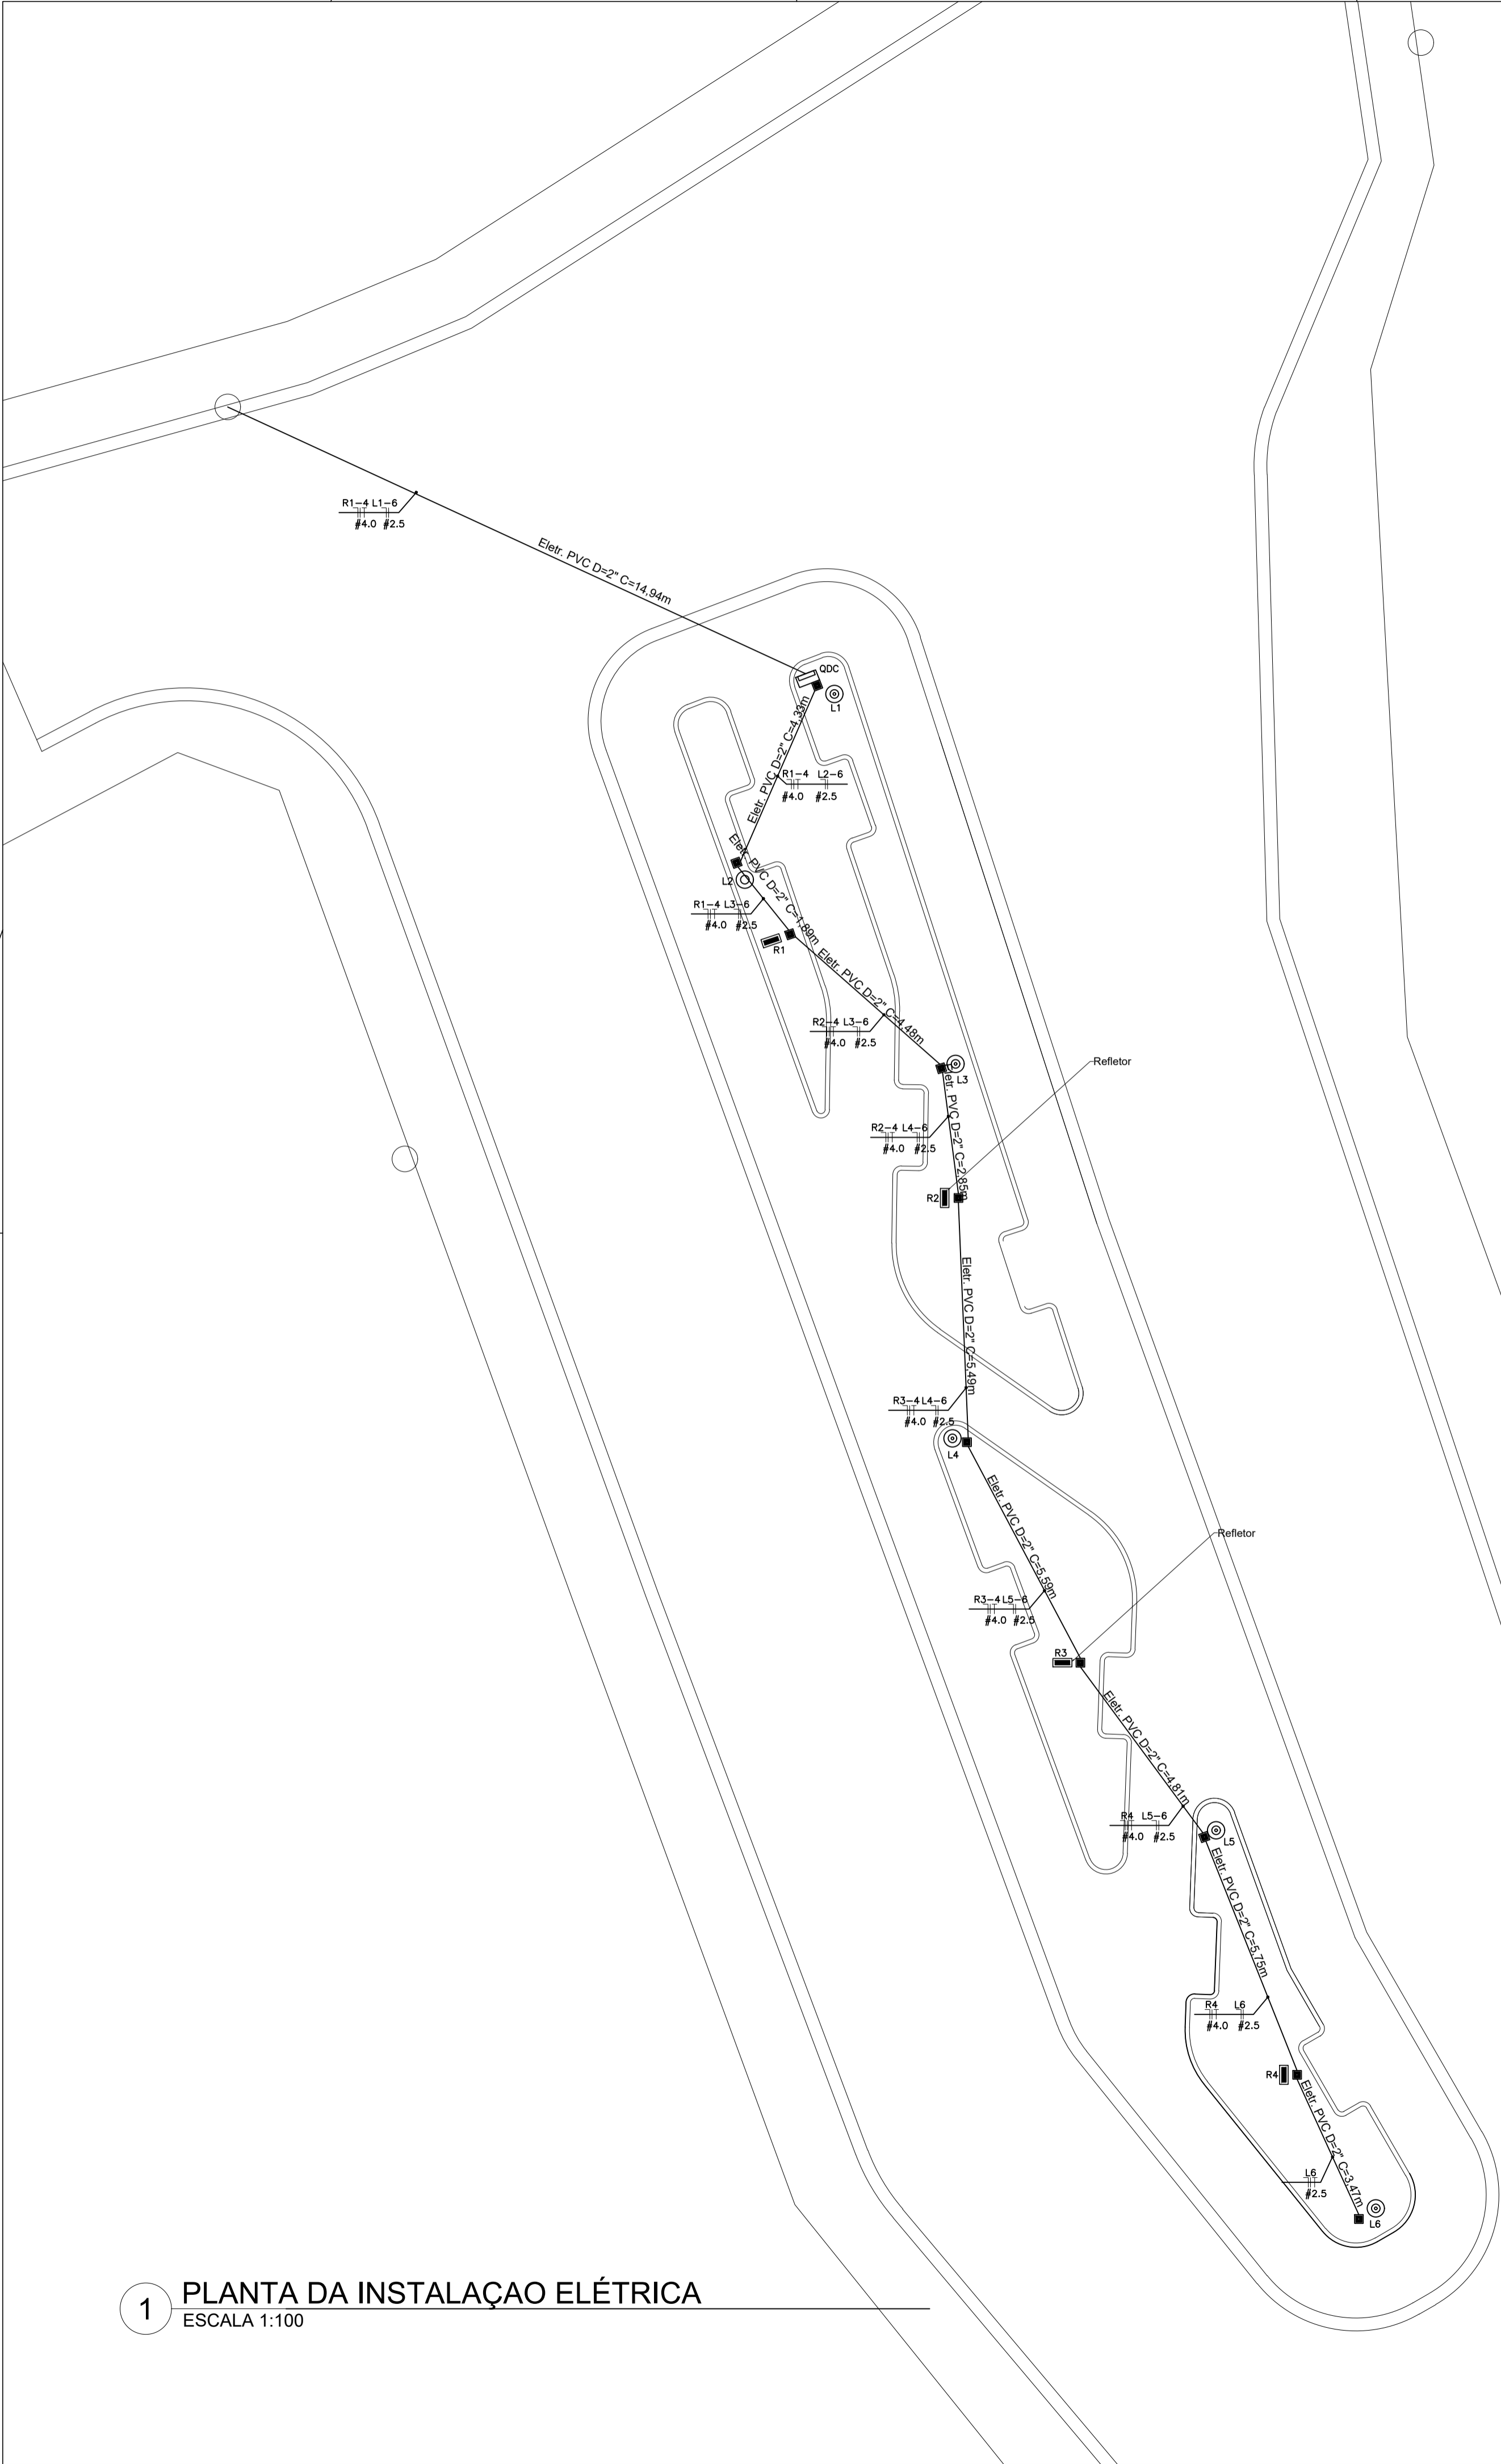 R1-4 L1-6
#4.0 #2.5
Eletr. PVC D=2" C=14,94m
QDC
L1
Eletr. PVC D=2" C=4,33m
R1-4 L2-6
#4.0 #2.5
Eletr. PVC D=2" C=1,89m
L2
R1-4 L3-6
#4.0 #2.5
R1
Eletr. PVC D=2" C=4,48m
R2-4 L3-6
#4.0 #2.5
Refletor
L3
Eletr. PVC D=2" C=2,85m
R2-4 L4-6
#4.0 #2.5
R2
Eletr. PVC D=2" C=5,49m
R3-4 L4-6
#4.0 #2.5
L4
Eletr. PVC D=2" C=5,59m
Refletor
R3-4 L5-6
#4.0 #2.5
R3
Eletr. PVC D=2" C=4,81m
R4 L5-6
#4.0 #2.5
L5
Eletr. PVC D=2" C=5,75m
R4 L6
#4.0 #2.5
R4
Eletr. PVC D=2" C=3,47m
L6
#2.5
L6
1
PLANTA DA INSTALAÇAO ELÉTRICA
ESCALA 1:100